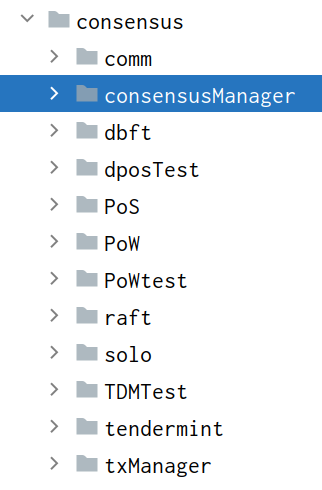 consensus
comm
consensusManager
dbft
dposTest
PoS
PoW
PoWtest
raft
solo
TDMTest
tendermint
txManager